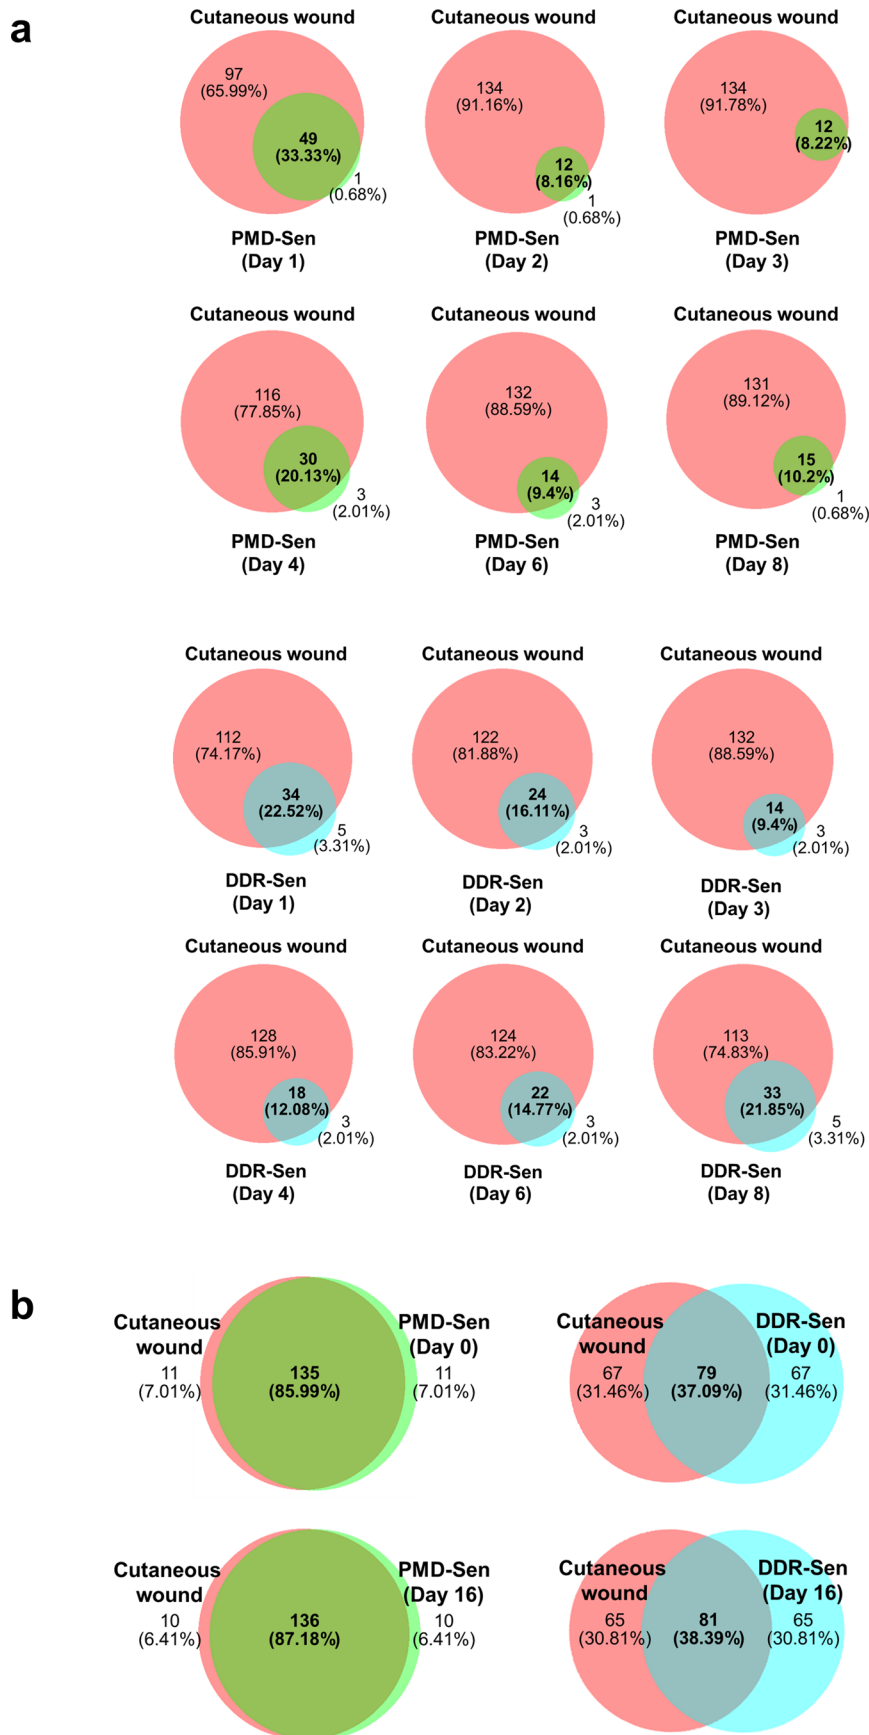 a
Cutaneous wound
97
(65.99%)
49
(33.33%)
1
(0.68%)
PMD-Sen
(Day 1)
Cutaneous wound
134
(91.16%)
12
(8.16%)
1
(0.68%)
PMD-Sen
(Day 2)
Cutaneous wound
134
(91.78%)
12
(8.22%)
PMD-Sen
(Day 3)
Cutaneous wound
116
(77.85%)
30
(20.13%)
3
(2.01%)
PMD-Sen
(Day 4)
Cutaneous wound
132
(88.59%)
14
(9.4%)
3
(2.01%)
PMD-Sen
(Day 6)
Cutaneous wound
131
(89.12%)
15
(10.2%)
1
(0.68%)
PMD-Sen
(Day 8)
Cutaneous wound
112
(74.17%)
34
(22.52%)
5
(3.31%)
DDR-Sen
(Day 1)
Cutaneous wound
122
(81.88%)
24
(16.11%)
3
(2.01%)
DDR-Sen
(Day 2)
Cutaneous wound
132
(88.59%)
14
(9.4%)
3
(2.01%)
DDR-Sen
(Day 3)
Cutaneous wound
128
(85.91%)
18
(12.08%)
3
(2.01%)
DDR-Sen
(Day 4)
Cutaneous wound
124
(83.22%)
22
(14.77%)
3
(2.01%)
DDR-Sen
(Day 6)
Cutaneous wound
113
(74.83%)
33
(21.85%)
5
(3.31%)
DDR-Sen
(Day 8)
b
Cutaneous
wound
11
(7.01%)
135
(85.99%)
PMD-Sen
(Day 0)
11
(7.01%)
Cutaneous
wound
67
(31.46%)
79
(37.09%)
DDR-Sen
(Day 0)
67
(31.46%)
Cutaneous
wound
10
(6.41%)
136
(87.18%)
PMD-Sen
(Day 16)
10
(6.41%)
Cutaneous
wound
65
(30.81%)
81
(38.39%)
DDR-Sen
(Day 16)
65
(30.81%)